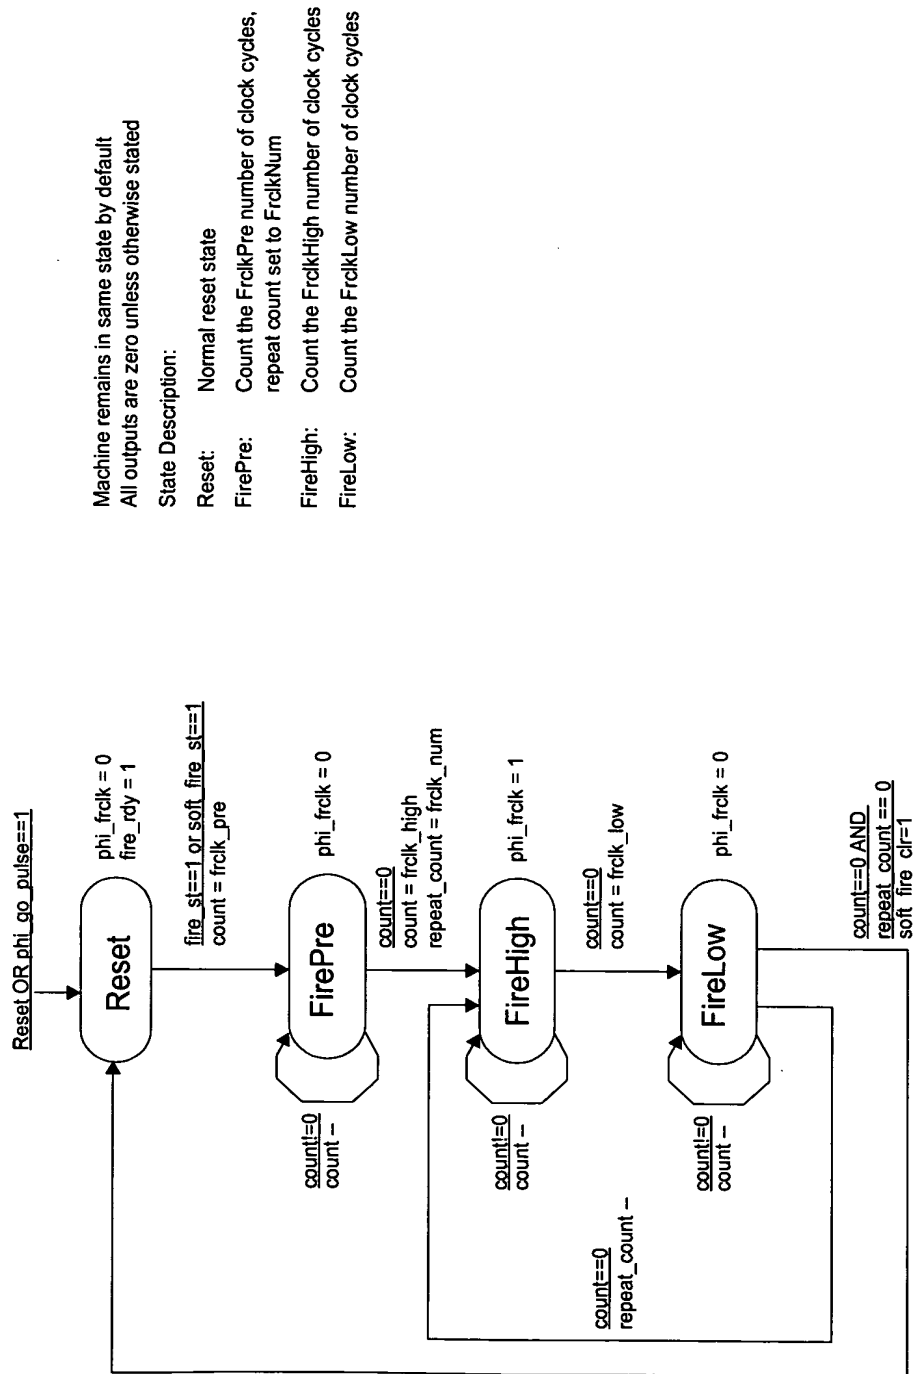 Reset OR phi_go_pulse==1
Reset
phi_frclk = 0
fire_rdy = 1
fire_st==1 or soft_fire_st==1
count = frclk_pre
FirePre
phi_frclk = 0
count!=0
count --
count==0
count = frclk_high
repeat_count = frclk_num
FireHigh
phi_frclk = 1
count!=0
count --
count==0
count = frclk_low
FireLow
phi_frclk = 0
count!=0
count --
count==0
repeat_count --
count==0 AND
repeat_count == 0
soft_fire_clr=1
Machine remains in same state by default
All outputs are zero unless otherwise stated
State Description:
Reset: Normal reset state
FirePre: Count the FrclkPre number of clock cycles,
repeat count set to FrclkNum
FireHigh: Count the FrclkHigh number of clock cycles
FireLow: Count the FrclkLow number of clock cycles